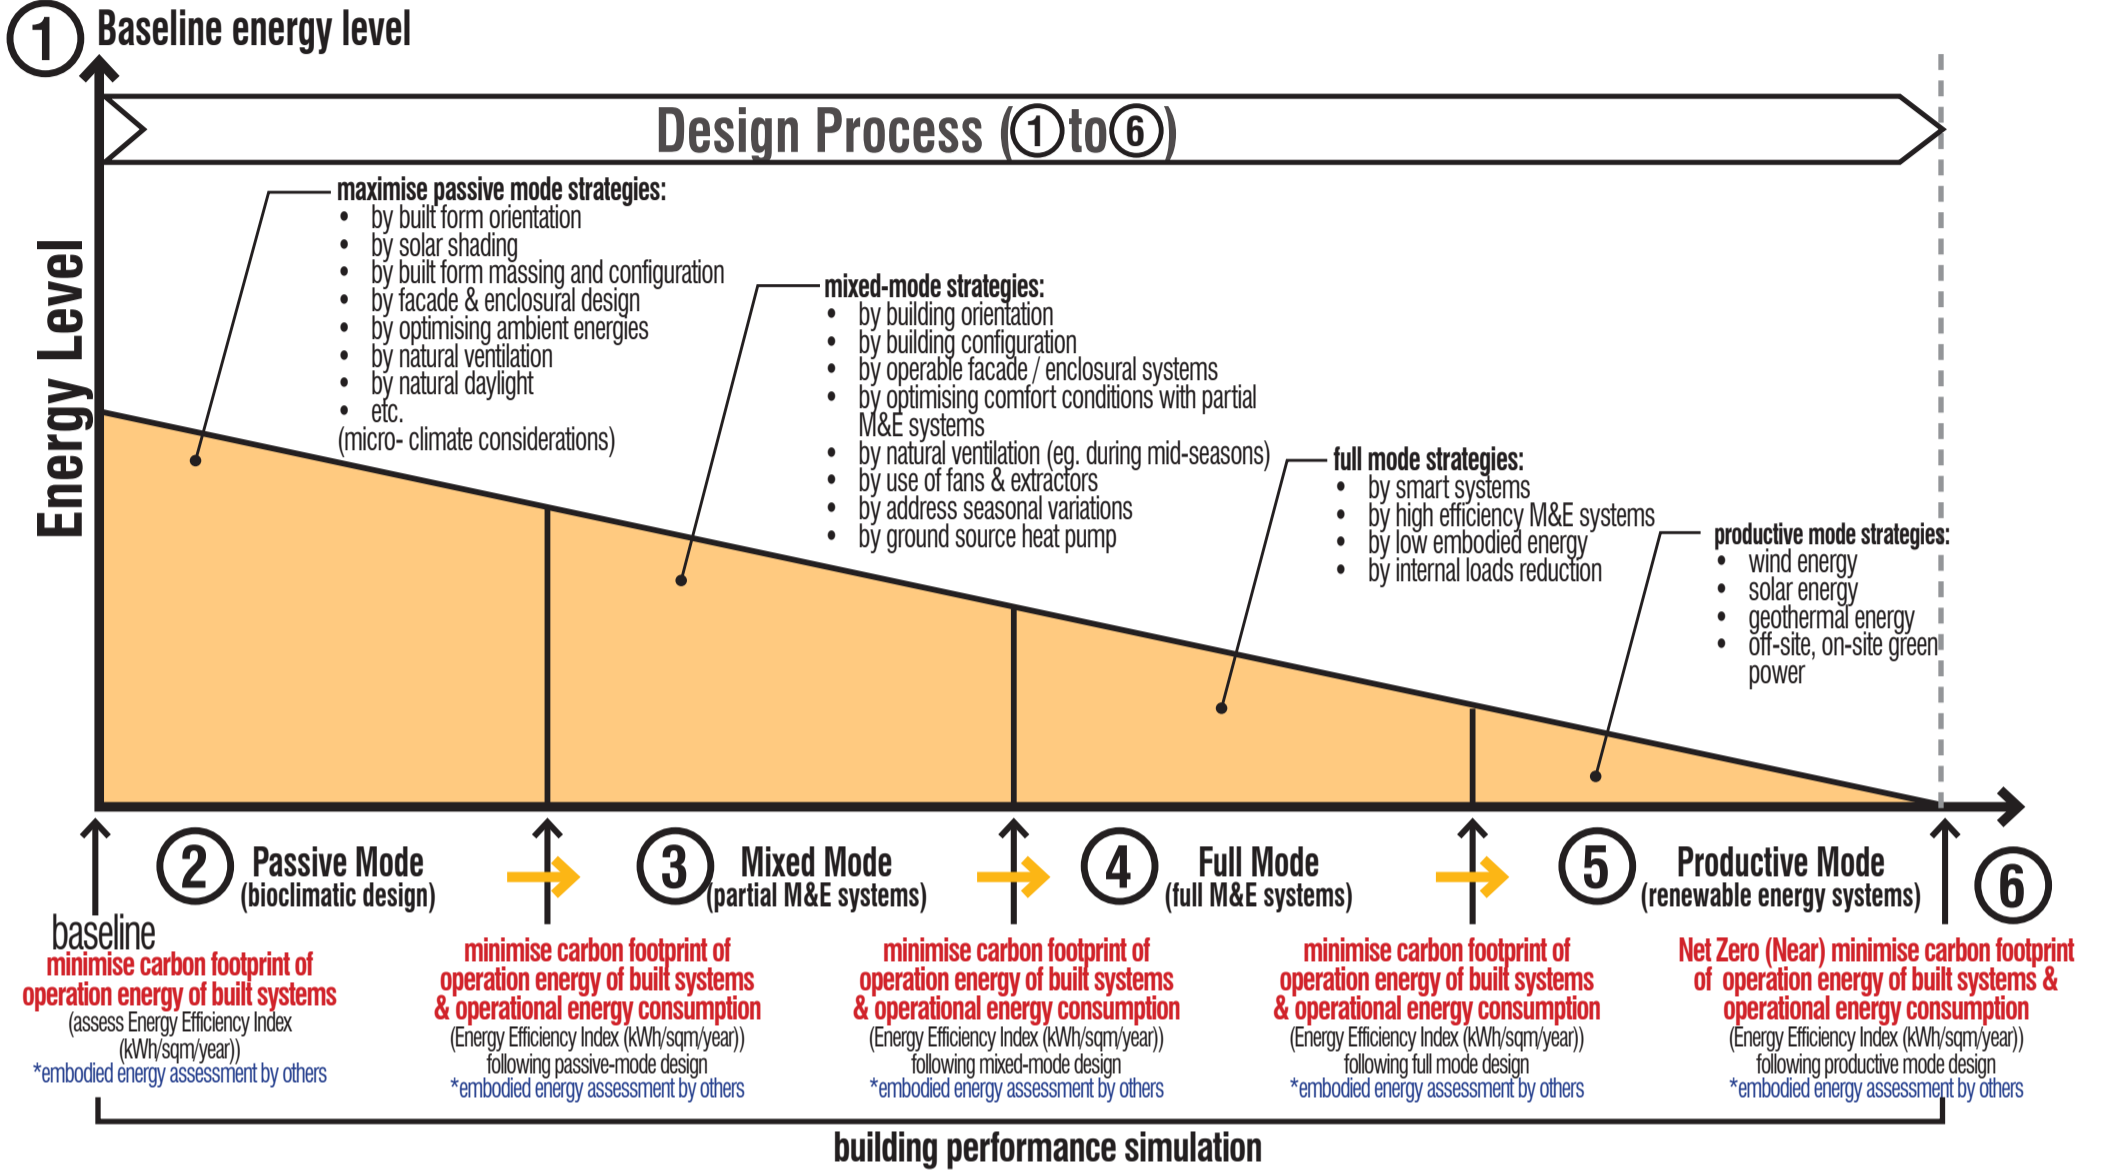 1 Baseline energy level
Design Process (1 to 6)
Energy Level
maximise passive mode strategies:
• by built form orientation
• by solar shading
• by built form massing and configuration
• by facade & enclosural design
• by optimising ambient energies
• by natural ventilation
• by natural daylight
• etc.
(micro- climate considerations)
mixed-mode strategies:
• by building orientation
• by building configuration
• by operable facade / enclosural systems
• by optimising comfort conditions with partial
M&E systems
• by natural ventilation (eg. during mid-seasons)
• by use of fans & extractors
• by address seasonal variations
• by ground source heat pump
full mode strategies:
• by smart systems
• by high efficiency M&E systems
• by low embodied energy
• by internal loads reduction
productive mode strategies:
• wind energy
• solar energy
• geothermal energy
• off-site, on-site green
power
2 Passive Mode
(bioclimatic design)
3 Mixed Mode
(partial M&E systems)
4 Full Mode
(full M&E systems)
5 Productive Mode
(renewable energy systems)
6
baseline
minimise carbon footprint of
operation energy of built systems
(assess Energy Efficiency Index
(kWh/sqm/year))
*embodied energy assessment by others
minimise carbon footprint of
operation energy of built systems
& operational energy consumption
(Energy Efficiency Index (kWh/sqm/year))
following passive-mode design
*embodied energy assessment by others
minimise carbon footprint of
operation energy of built systems
& operational energy consumption
(Energy Efficiency Index (kWh/sqm/year))
following mixed-mode design
*embodied energy assessment by others
minimise carbon footprint of
operation energy of built systems
& operational energy consumption
(Energy Efficiency Index (kWh/sqm/year))
following full mode design
*embodied energy assessment by others
Net Zero (Near) minimise carbon footprint
of operation energy of built systems &
operational energy consumption
(Energy Efficiency Index (kWh/sqm/year))
following productive mode design
*embodied energy assessment by others
building performance simulation